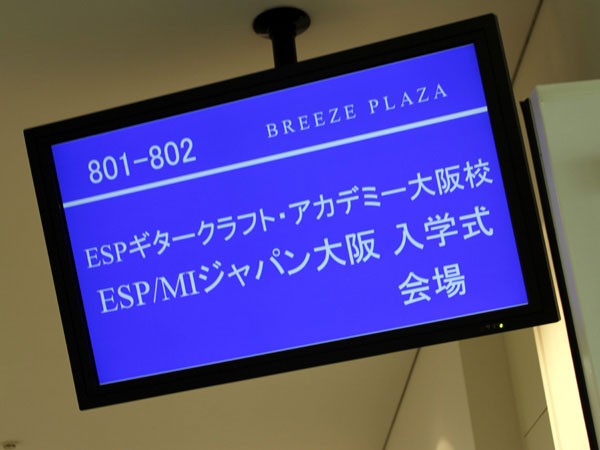 801-802
BREEZE PLAZA
ESPギタークラフト・アカデミー大阪校
ESP/MIジャパン大阪 入学式
会場